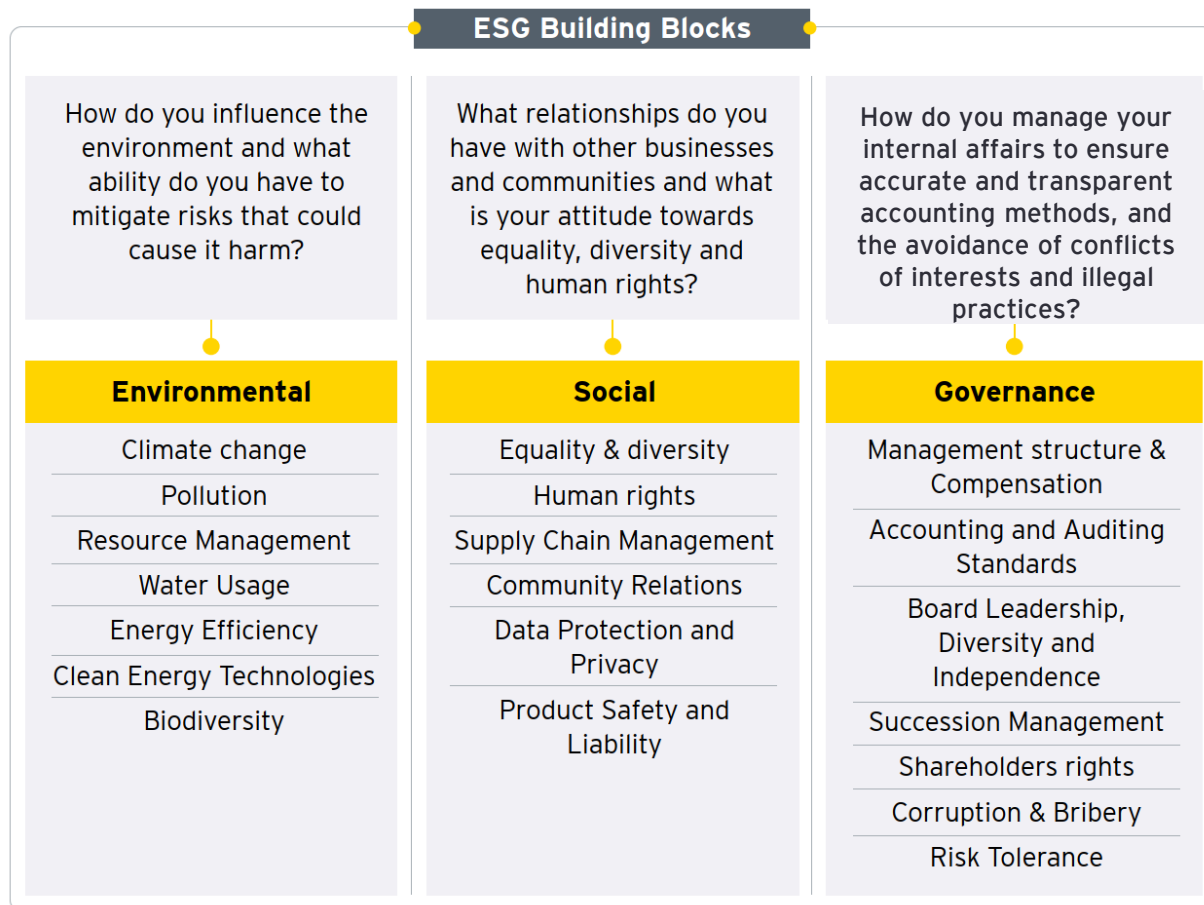 ESG Building Blocks
How do you influence the
environment and what
ability do you have to
mitigate risks that could
cause it harm?
Environmental
Climate change
Pollution
Resource Management
Water Usage
Energy Efficiency
Clean Energy Technologies
Biodiversity
What relationships do you
have with other businesses
and communities and what
is your attitude towards
equality, diversity and
human rights?
Social
Equality & diversity
Human rights
Supply Chain Management
Community Relations
Data Protection and
Privacy
Product Safety and
Liability
How do you manage your
internal affairs to ensure
accurate and transparent
accounting methods, and
the avoidance of conflicts
of interests and illegal
practices?
Governance
Management structure &
Compensation
Accounting and Auditing
Standards
Board Leadership,
Diversity and
Independence
Succession Management
Shareholders rights
Corruption & Bribery
Risk Tolerance